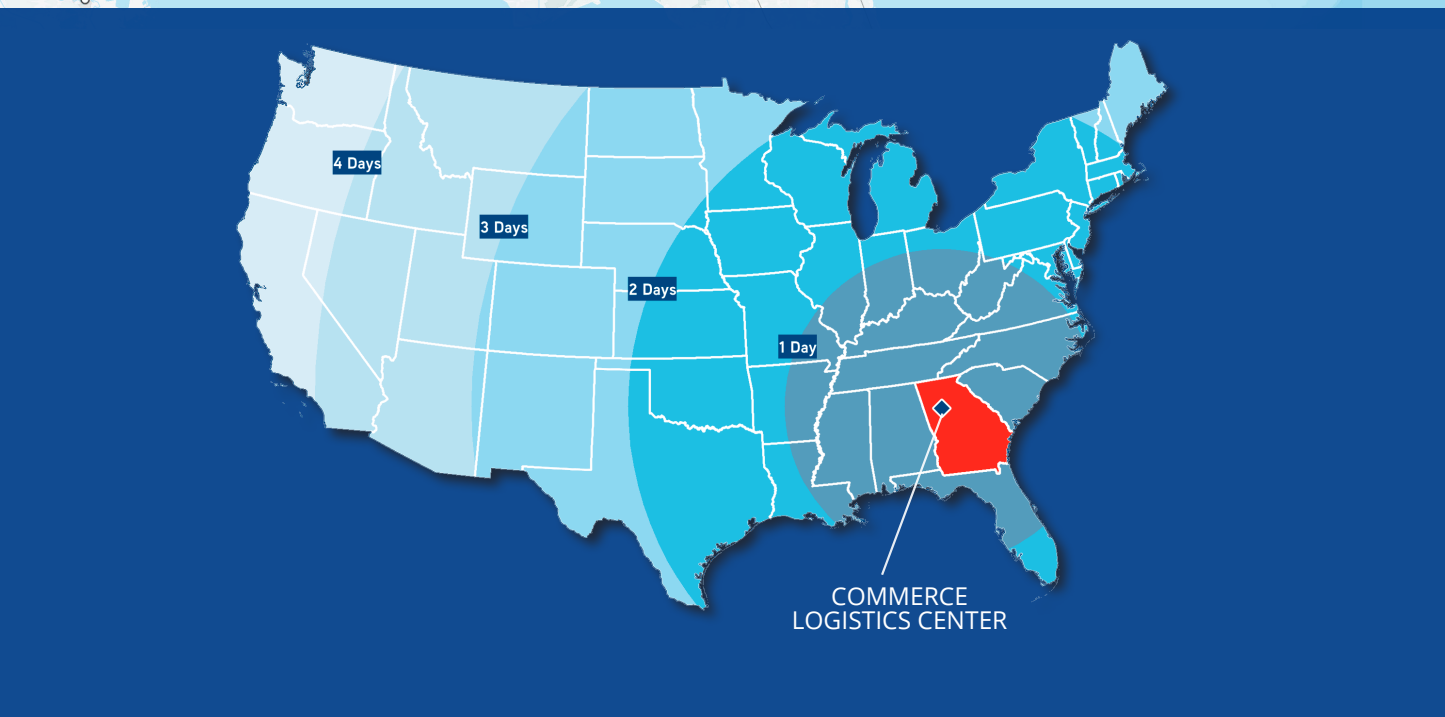 4 Days
3 Days
2 Days
1 Day
COMMERCE
LOGISTICS CENTER